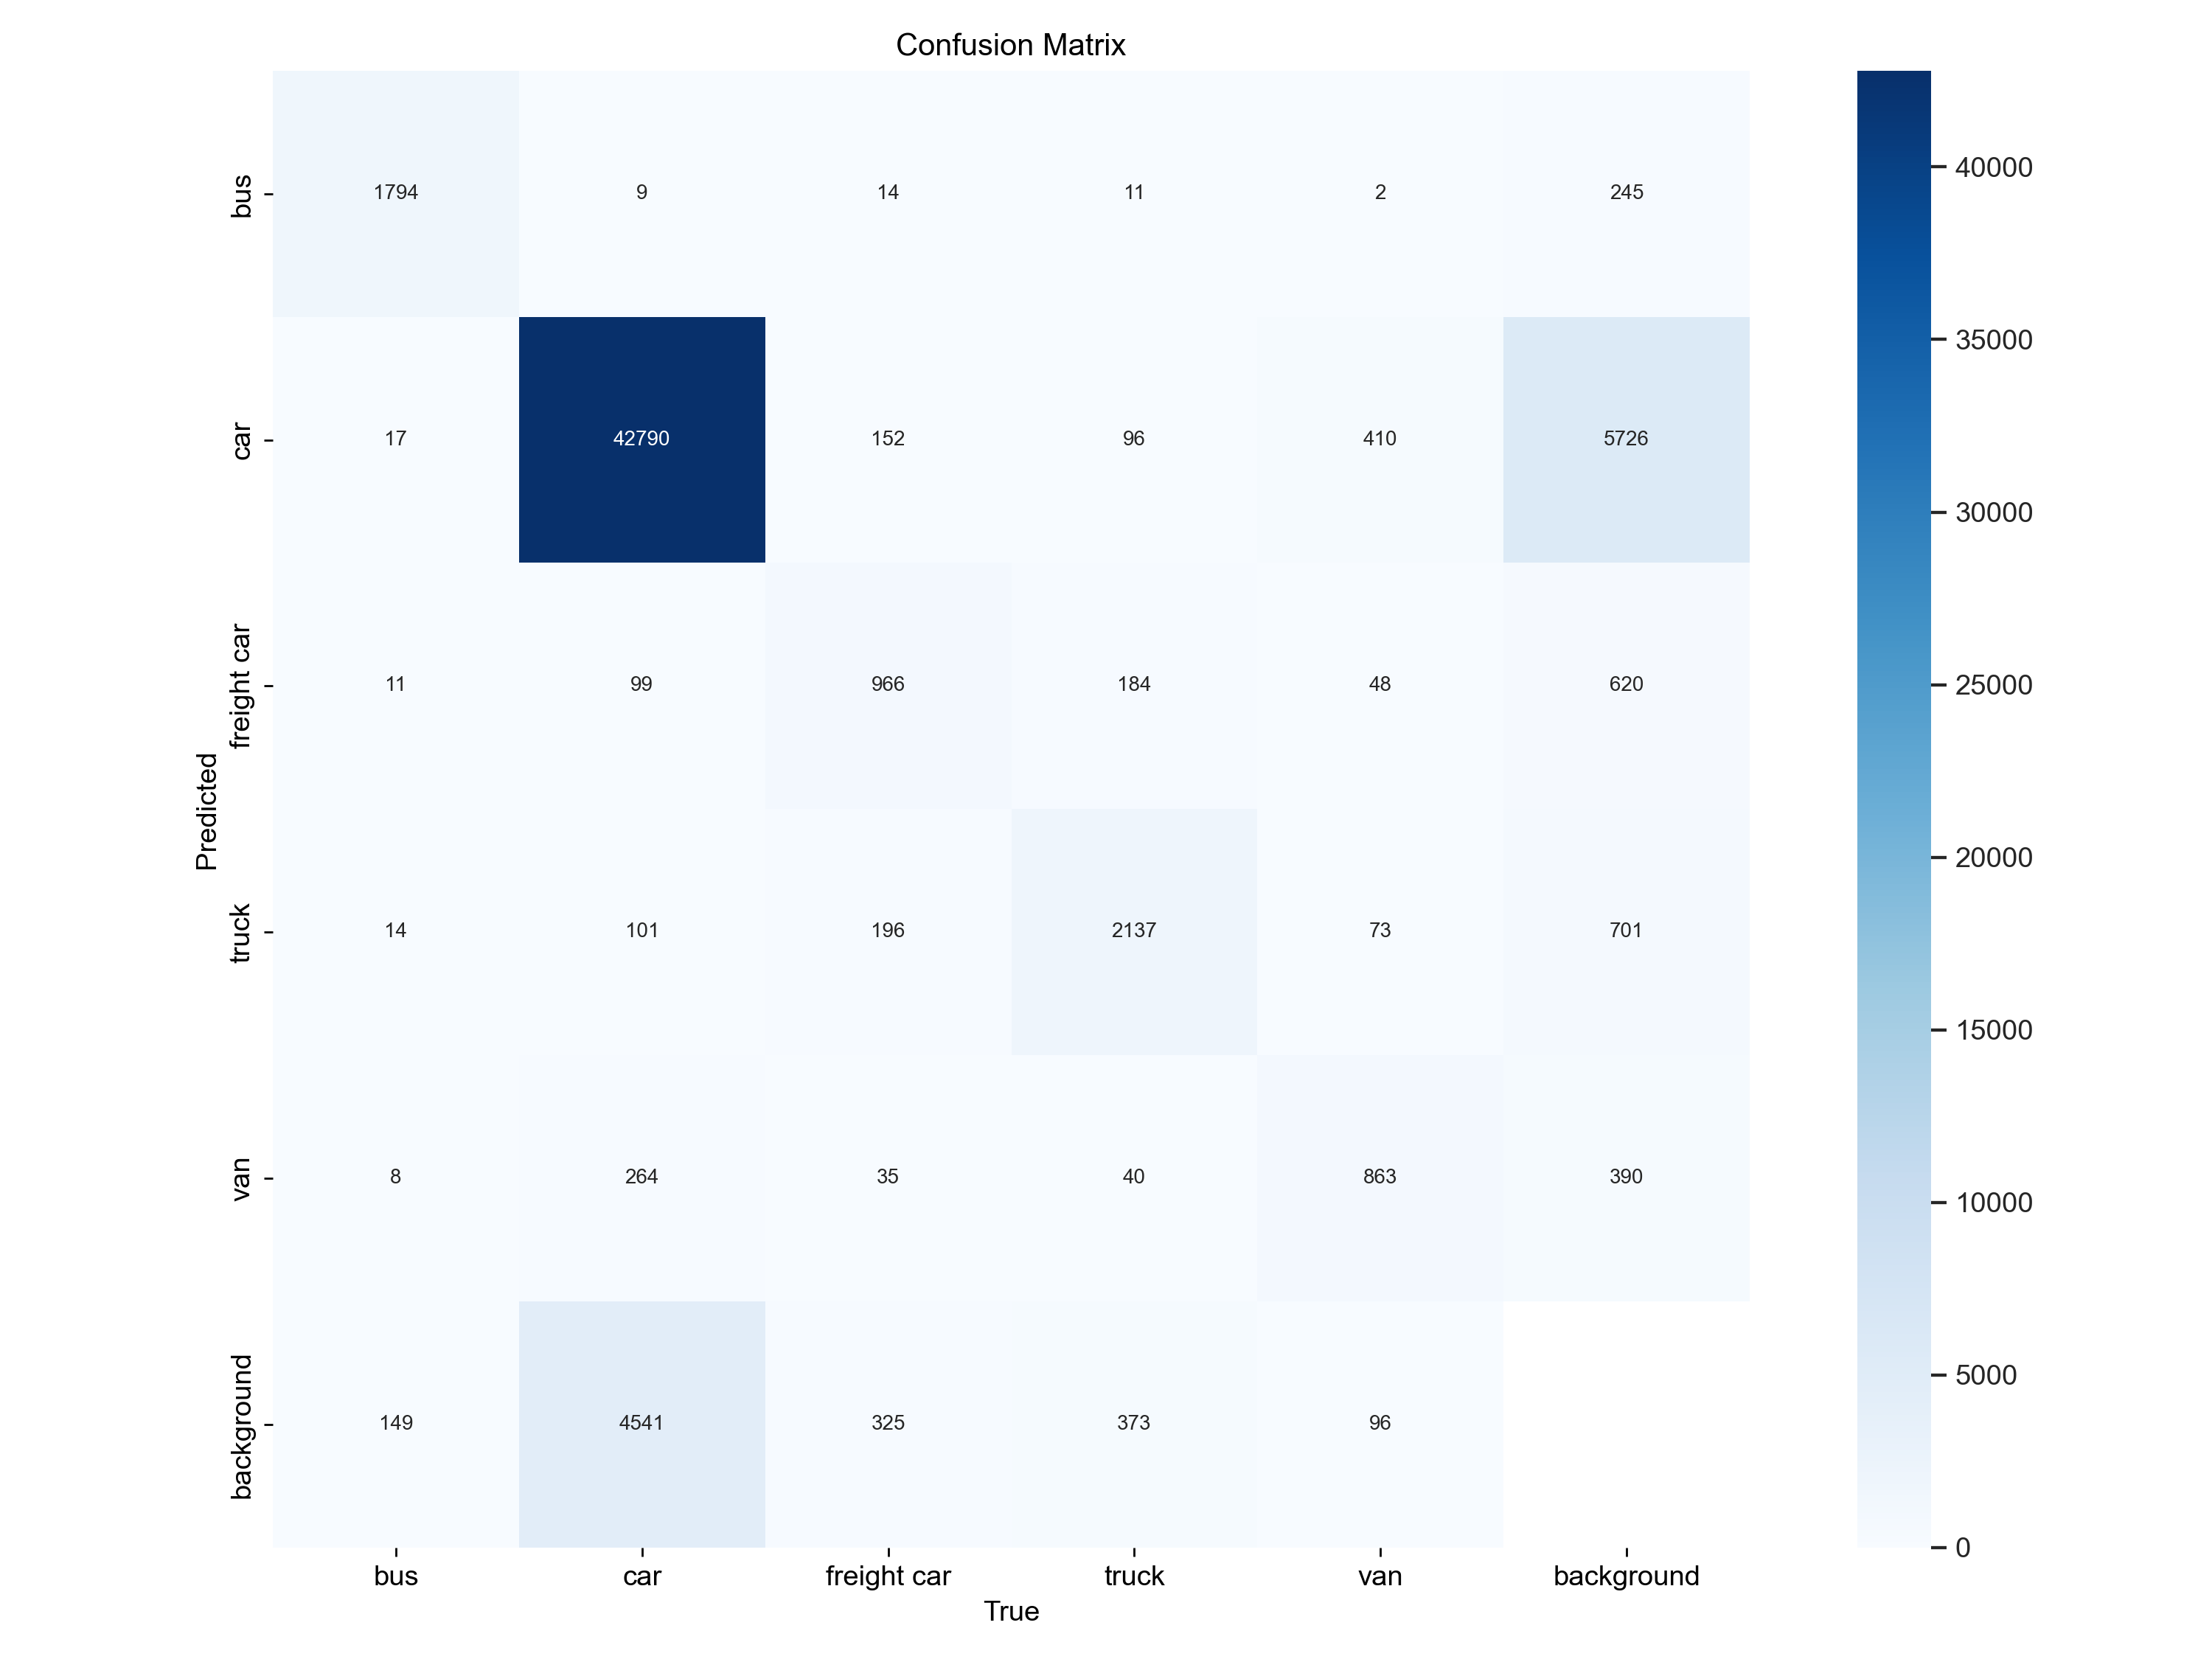 Confusion Matrix
bus
1794 9 14 11 2 245
car
17 42790 152 96 410 5726
freight car
11 99 966 184 48 620
truck
14 101 196 2137 73 701
van
8 264 35 40 863 390
background
149 4541 325 373 96
Predicted
bus car freight car truck van background
True
40000
35000
30000
25000
20000
15000
10000
5000
0